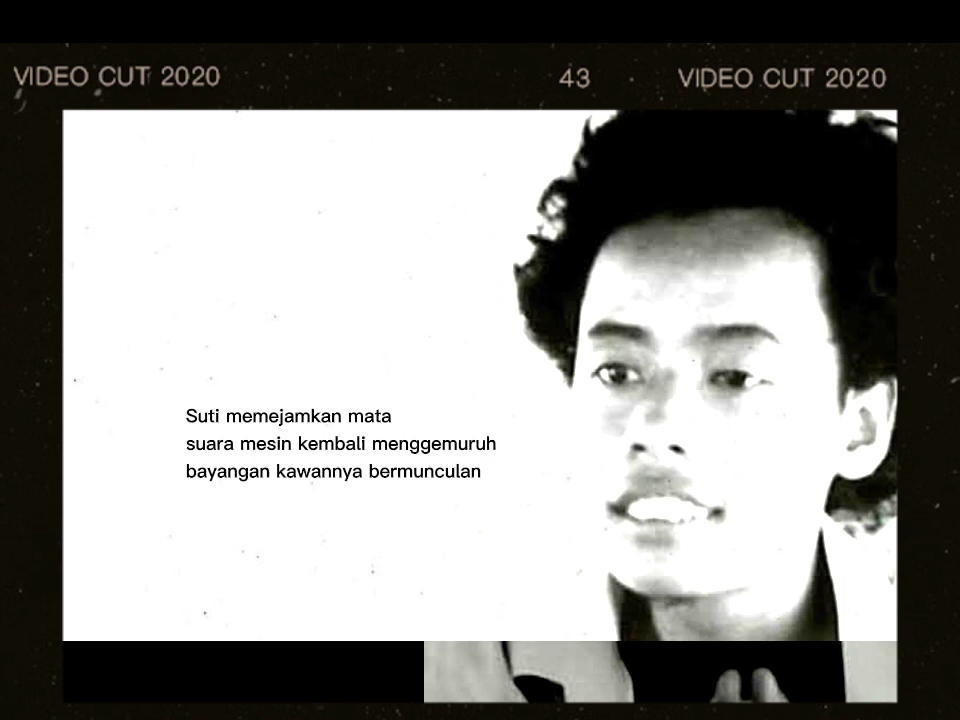 VIDEO CUT 2020 43 VIDEO CUT 2020
Suti memejamkan mata
suara mesin kembali menggemuruh
bayangan kawannya bermunculan